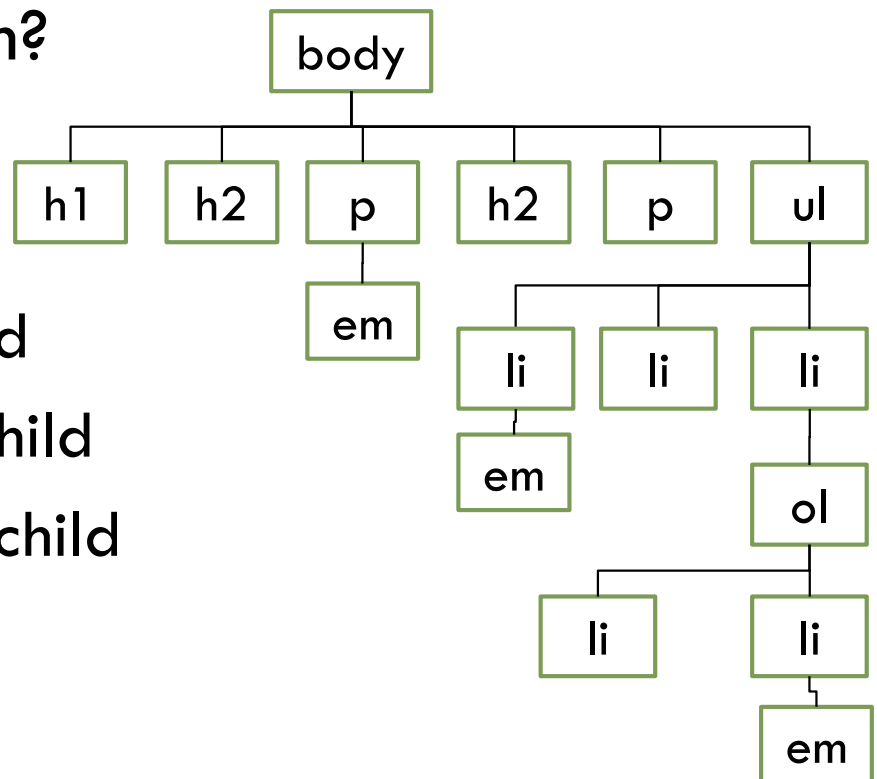 n?
body
h1 h2 p h2 p ul
d
em
li li li
hild
em
ol
child
li li
em